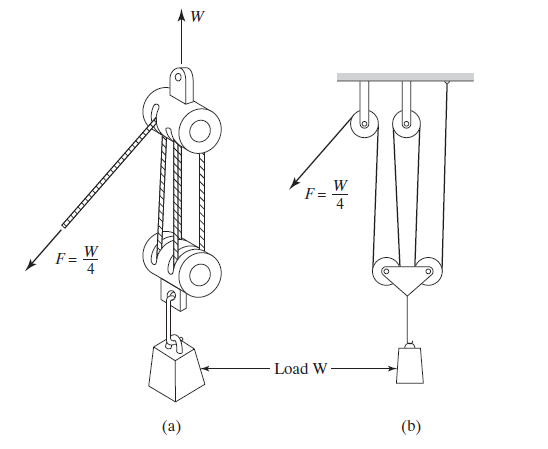 W
F = W/4
F = W/4
Load W
(a)
(b)